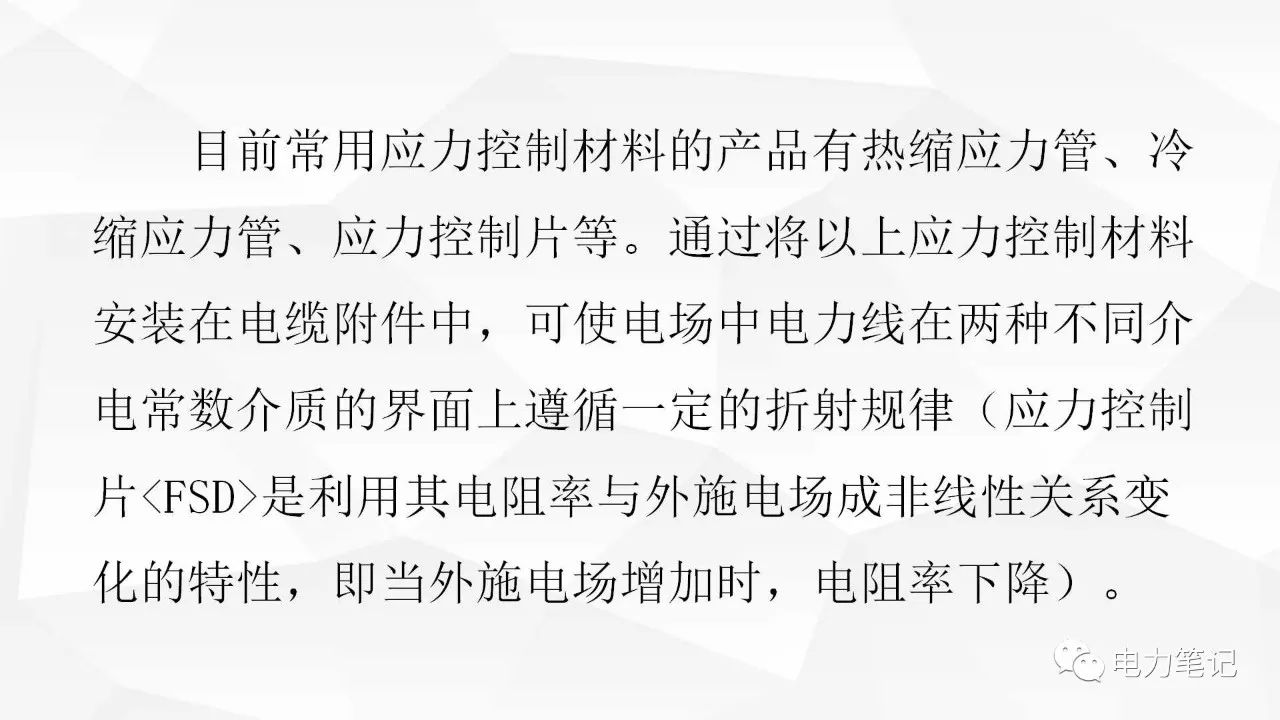 目前常用应力控制材料的产品有热缩应力管、冷
缩应力管、应力控制片等。通过将以上应力控制材料
安装在电缆附件中，可使电场中电力线在两种不同介
电常数介质的界面上遵循一定的折射规律（应力控制
片<FSD>是利用其电阻率与外施电场成非线性关系变
化的特性，即当外施电场增加时，电阻率下降）。
电力笔记